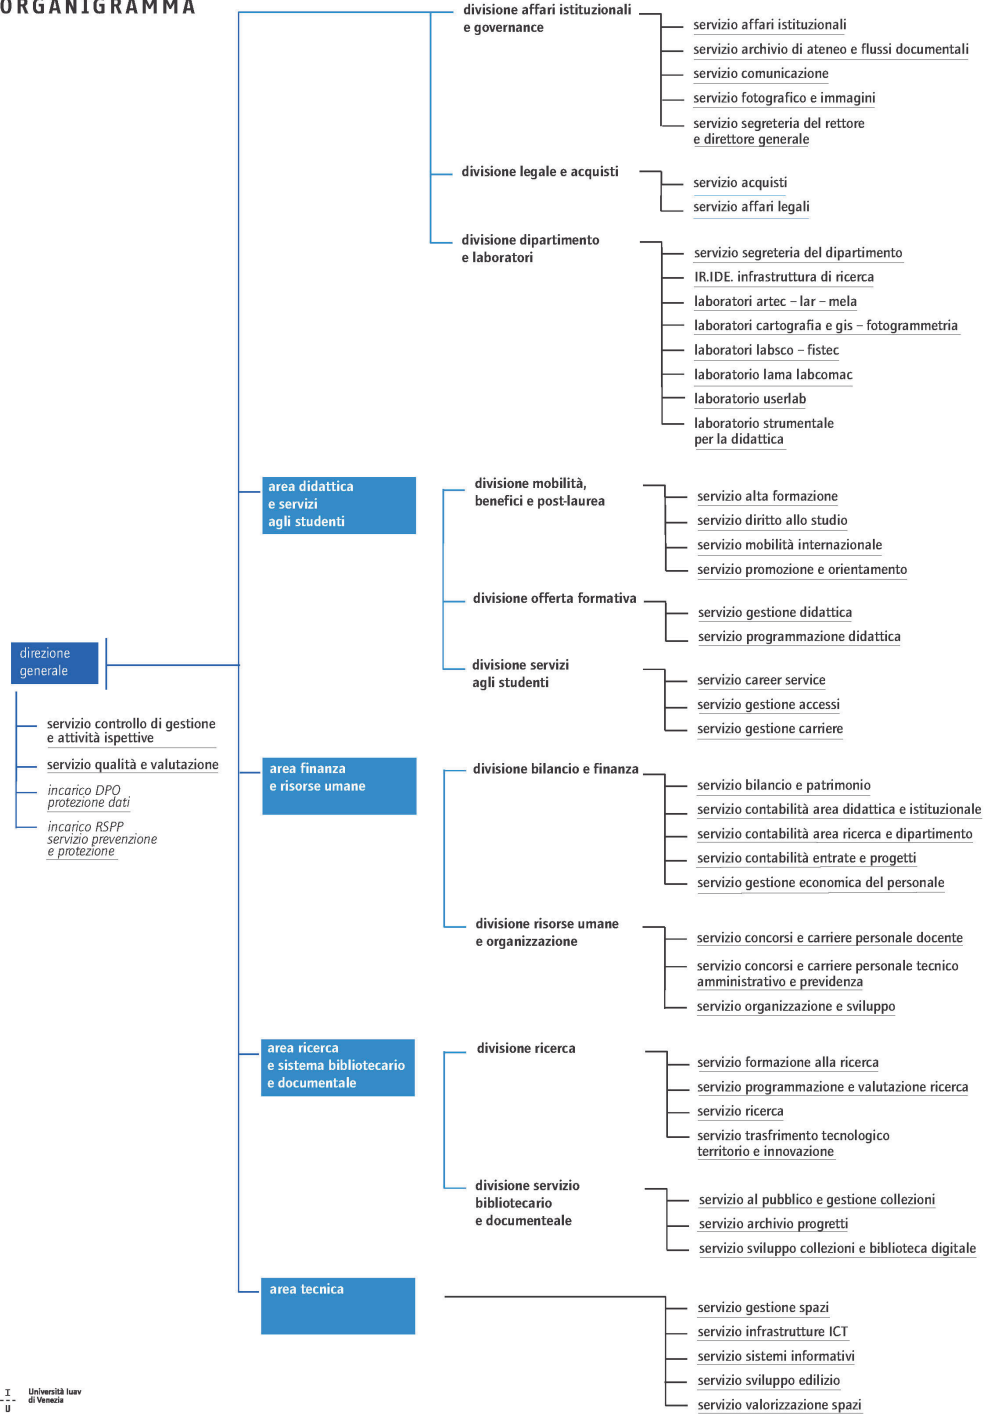 ORGANIGRAMMA
divisione affari istituzionali
e governance
servizio affari istituzionali
servizio archivio di ateneo e flussi documentali
servizio comunicazione
servizio fotografico e immagini
servizio segreteria del rettore
e direttore generale
divisione legale e acquisti
servizio acquisti
servizio affari legali
divisione dipartimento
e laboratori
servizio segreteria del dipartimento
IR.IDE. infrastruttura di ricerca
laboratori artec – lar – mela
laboratori cartografia e gis – fotogrammetria
laboratori labsco – fistec
laboratorio lama labcomac
laboratorio userlab
laboratorio strumentale
per la didattica
area didattica
e servizi
agli studenti
divisione mobilità,
benefici e post-laurea
servizio alta formazione
servizio diritto allo studio
servizio mobilità internazionale
servizio promozione e orientamento
divisione offerta formativa
servizio gestione didattica
servizio programmazione didattica
divisione servizi
agli studenti
servizio career service
servizio gestione accessi
servizio gestione carriere
direzione
generale
servizio controllo di gestione
e attività ispettive
servizio qualità e valutazione
incarico DPO
protezione dati
incarico RSPP
servizio prevenzione
e protezione
area finanza
e risorse umane
divisione bilancio e finanza
servizio bilancio e patrimonio
servizio contabilità area didattica e istituzionale
servizio contabilità area ricerca e dipartimento
servizio contabilità entrate e progetti
servizio gestione economica del personale
divisione risorse umane
e organizzazione
servizio concorsi e carriere personale docente
servizio concorsi e carriere personale tecnico
amministrativo e previdenza
servizio organizzazione e sviluppo
area ricerca
e sistema bibliotecario
e documentale
divisione ricerca
servizio formazione alla ricerca
servizio programmazione e valutazione ricerca
servizio ricerca
servizio trasfrimento tecnologico
territorio e innovazione
divisione servizio
bibliotecario
e documenteale
servizio al pubblico e gestione collezioni
servizio archivio progretti
servizio sviluppo collezioni e biblioteca digitale
area tecnica
servizio gestione spazi
servizio infrastrutture ICT
servizio sistemi informativi
servizio sviluppo edilizio
servizio valorizzazione spazi
I
U
Università Iuav
di Venezia